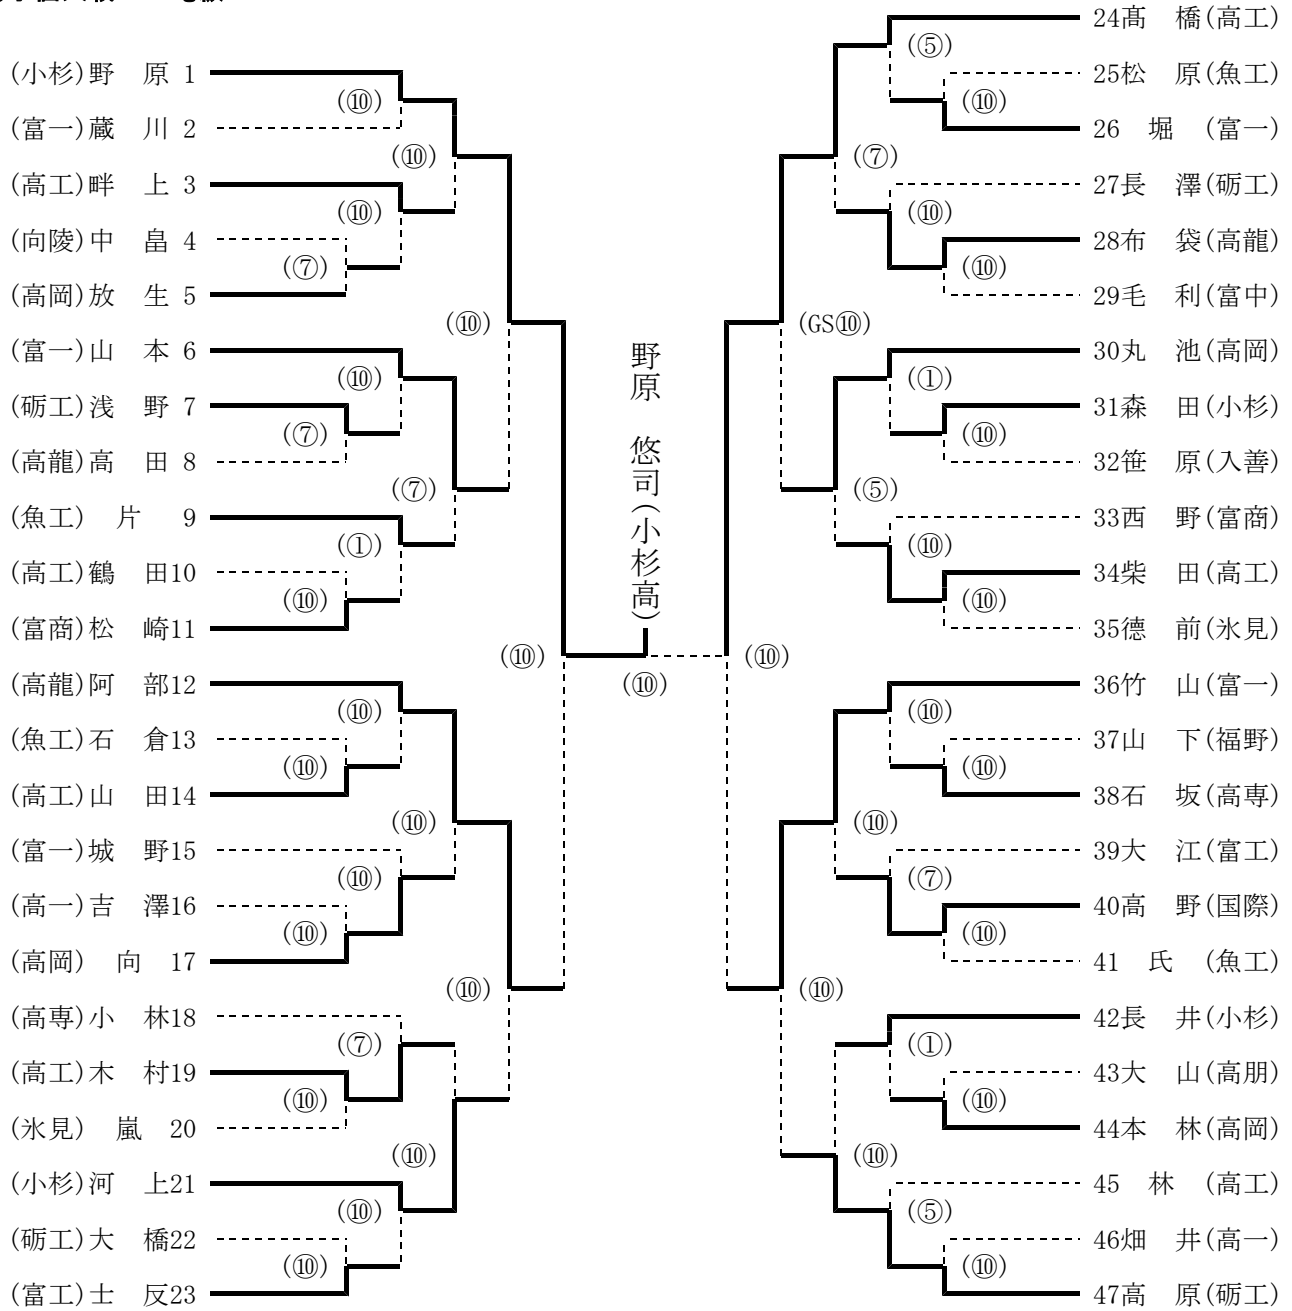 (小杉)野　原 1
(⑩)
(富一)蔵　川 2
(⑩)
(高工)畔　上 3
(⑩)
(向陵)中　畠 4
(⑦)
(高岡)放　生 5
(⑩)
(富一)山　本 6
(⑩)
(砺工)浅　野 7
(⑦)
(高龍)高　田 8
(⑦)
(魚工)　片　 9
(①)
(高工)鶴　田10
(⑩)
(富商)松　崎11
(⑩)
(高龍)阿　部12
(⑩)
(魚工)石　倉13
(⑩)
(高工)山　田14
(⑩)
(富一)城　野15
(⑩)
(高一)吉　澤16
(⑩)
(高岡)　向　17
(⑩)
(高専)小　林18
(⑦)
(高工)木　村19
(⑩)
(氷見)　嵐　20
(⑩)
(小杉)河　上21
(⑩)
(砺工)大　橋22
(⑩)
(富工)士　反23
野原　悠司(小杉高)
(⑩)
24髙　橋(高工)
(⑤)
25松　原(魚工)
(⑩)
26　堀　(富一)
(⑦)
27長　澤(砺工)
(⑩)
28布　袋(高龍)
(⑩)
29毛　利(富中)
(GS⑩)
30丸　池(高岡)
(①)
31森　田(小杉)
(⑩)
32笹　原(入善)
(⑤)
33西　野(富商)
(⑩)
34柴　田(高工)
(⑩)
35德　前(氷見)
(⑩)
36竹　山(富一)
(⑩)
37山　下(福野)
(⑩)
38石　坂(高専)
(⑩)
39大　江(富工)
(⑦)
40高　野(国際)
(⑩)
41　氏　(魚工)
(⑩)
42長　井(小杉)
(①)
43大　山(高朋)
(⑩)
44本　林(高岡)
(⑩)
45　林　(高工)
(⑤)
46畑　井(高一)
(⑩)
47高　原(砺工)